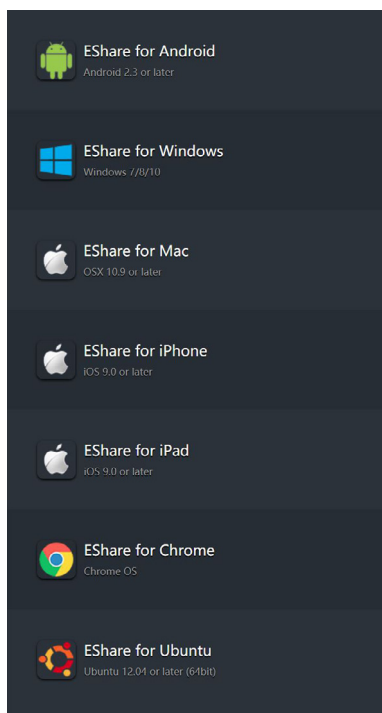 EShare for Android
Android 2.3 or later
EShare for Windows
Windows 7/8/10
EShare for Mac
OSX 10.9 or later
EShare for iPhone
iOS 9.0 or later
EShare for iPad
iOS 9.0 or later
EShare for Chrome
Chrome OS
EShare for Ubuntu
Ubuntu 12.04 or later (64bit)